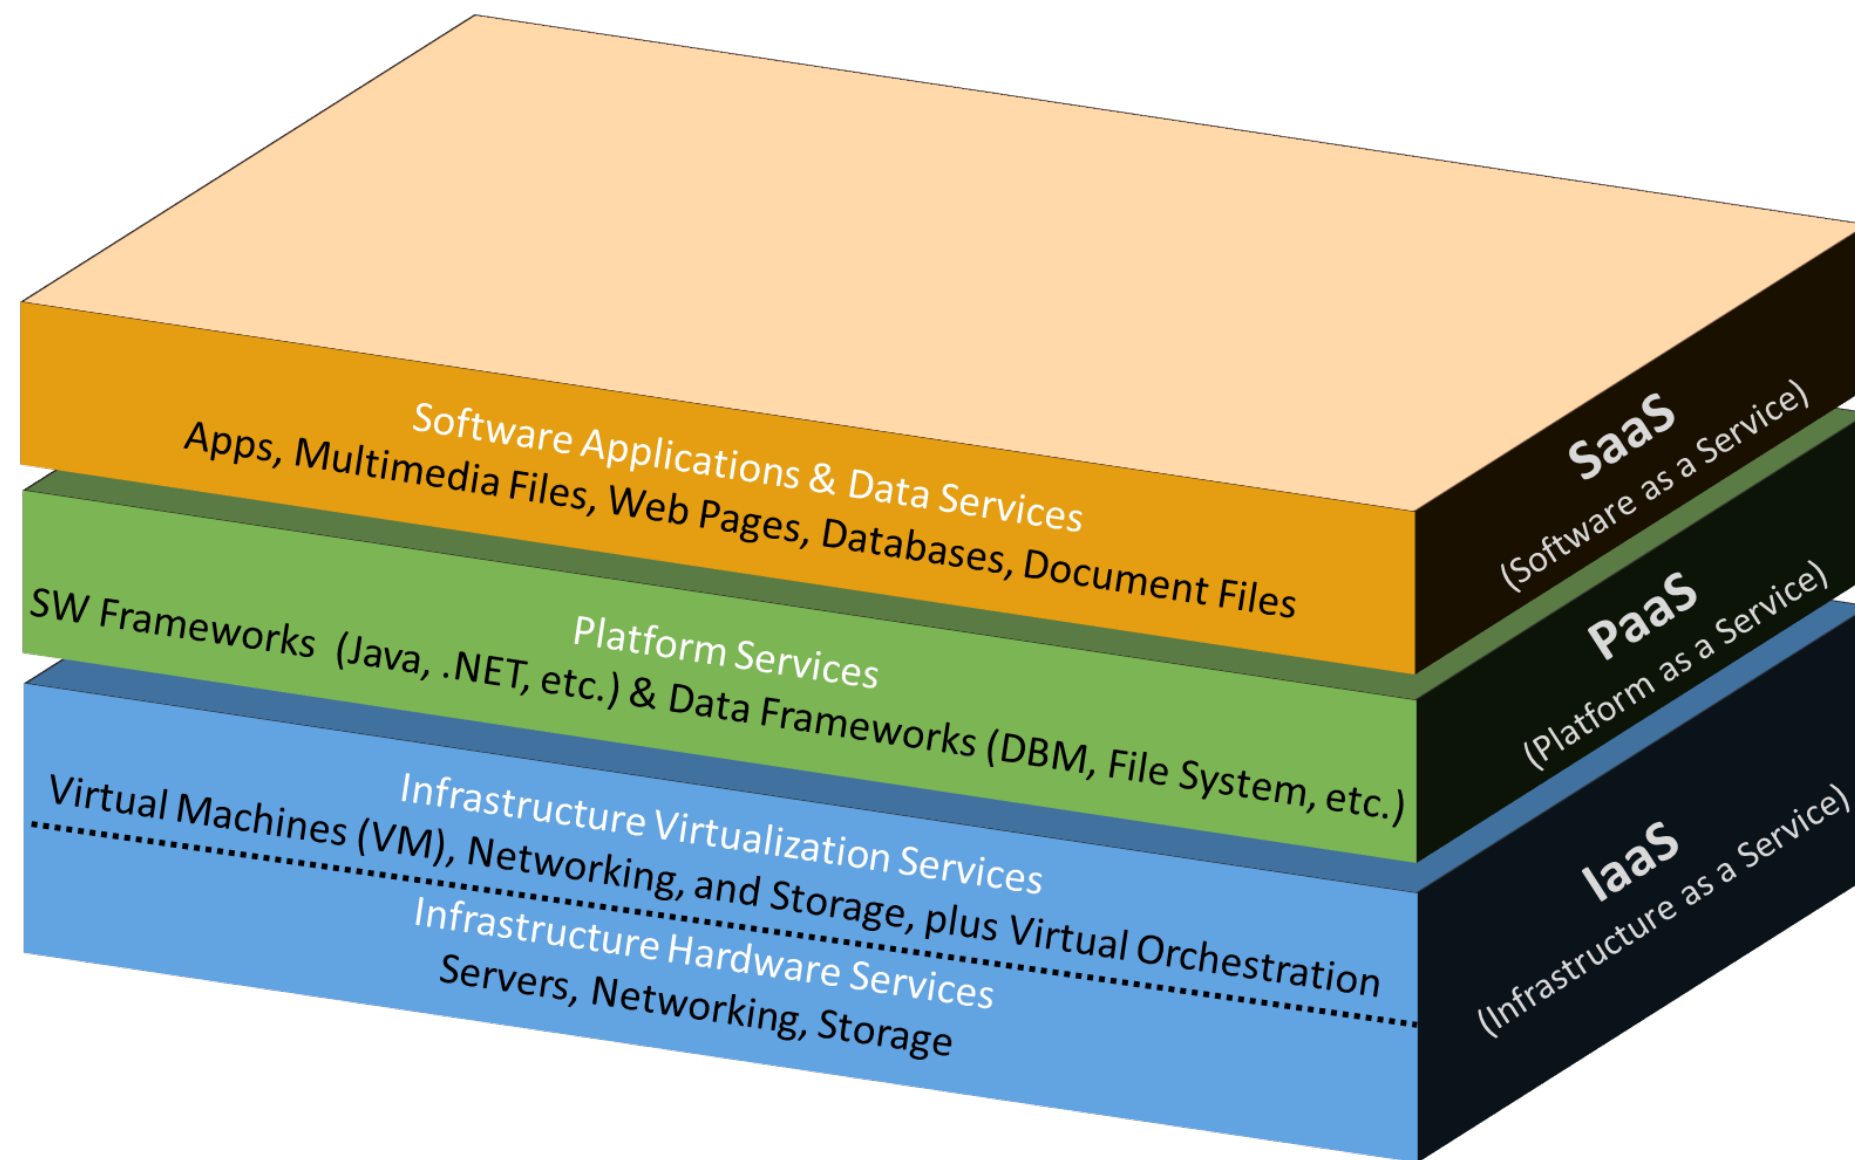 Software Applications & Data Services
Apps, Multimedia Files, Web Pages, Databases, Document Files
SaaS
(Software as a Service)
Platform Services
SW Frameworks (Java, .NET, etc.) & Data Frameworks (DBM, File System, etc.)
PaaS
(Platform as a Service)
Infrastructure Virtualization Services
Virtual Machines (VM), Networking, and Storage, plus Virtual Orchestration
Infrastructure Hardware Services
Servers, Networking, Storage
IaaS
(Infrastructure as a Service)